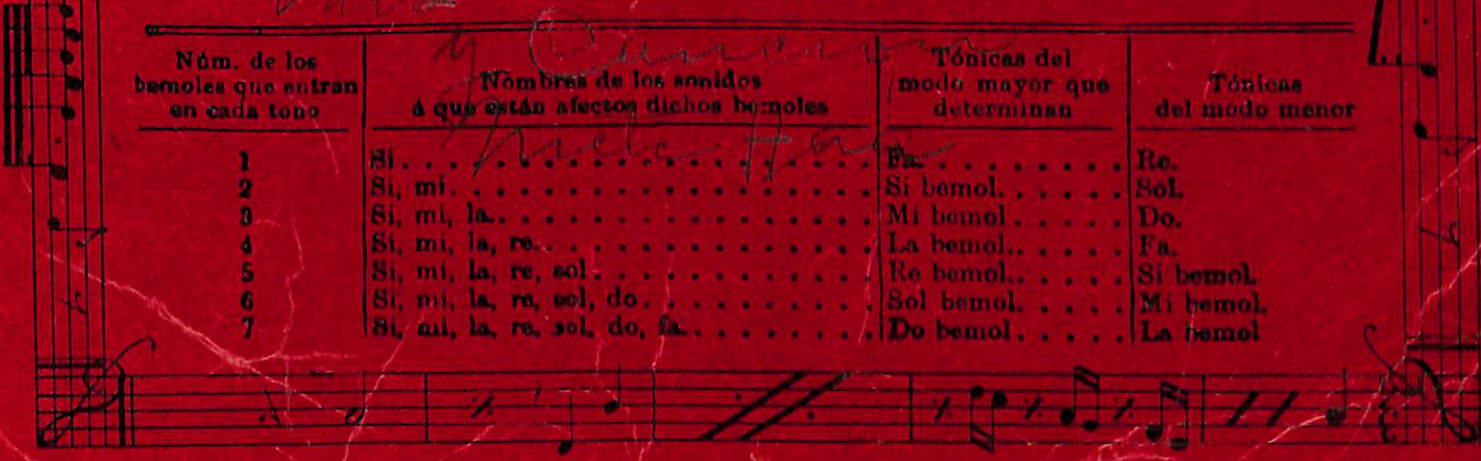 y Cancion
Núm. de los
bemoles que entran
en cada tono
Nombres de los sonidos
á que están afectos dichos bemoles
Tónicas del
modo mayor que
determinan
Tónicas
del modo menor
1 Si. . . . . . . . . . . . . . . . . . Fa. . . . . . . . Re.
2 Si, mi. . . . . . . . . . . . . . . . Si bemol. . . . . . Sol.
3 Si, mi, la. . . . . . . . . . . . . . Mi bemol . . . . . Do.
4 Si, mi, la, re. . . . . . . . . . . . La bemol. . . . . . Fa.
5 Si, mi, la, re, sol . . . . . . . . . . Re bemol. . . . . . Si bemol.
6 Si, mi, la, re, sol, do . . . . . . . . Sol bemol. . . . . Mi bemol.
7 Si, mi, la, re, sol, do, fa. . . . . . . Do bemol. . . . . . La bemol